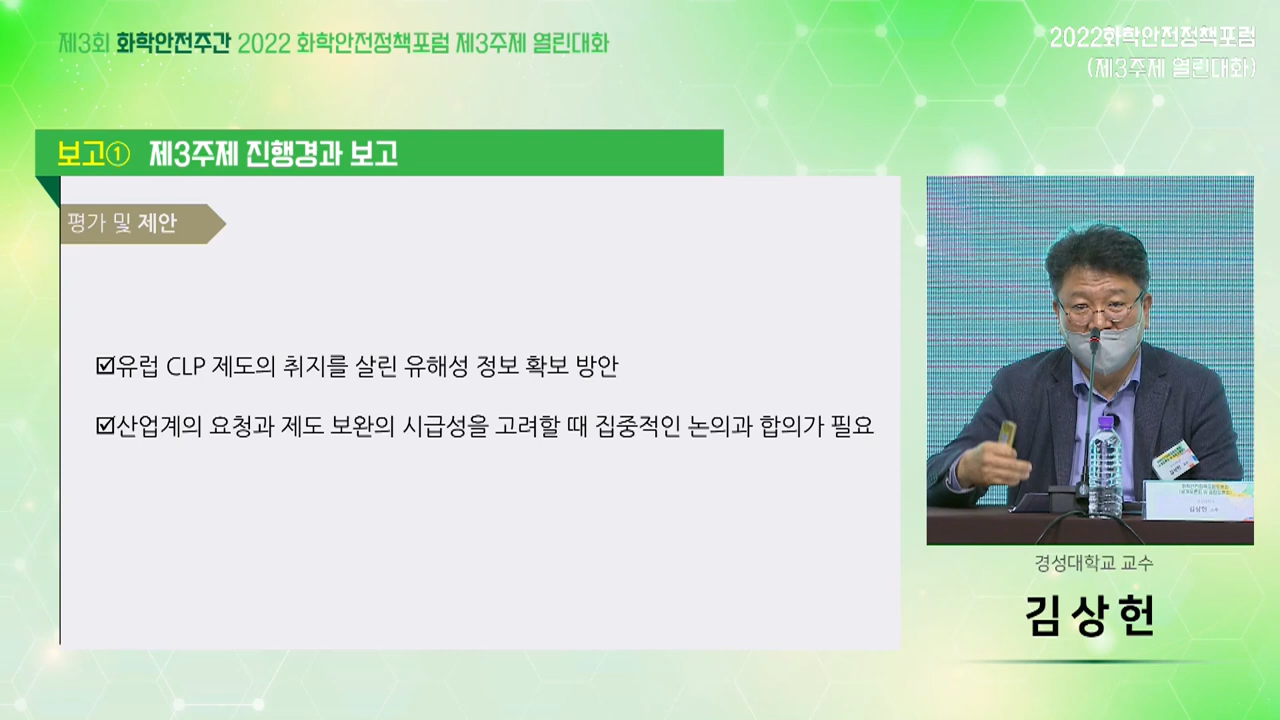 제3회 화학안전주간 2022 화학안전정책포럼 제3주제 열린대화
2022화학안전정책포럼
(제3주제 열린대화)
보고① 제3주제 진행경과 보고
평가 및 제안
☑유럽 CLP 제도의 취지를 살린 유해성 정보 확보 방안
☑산업계의 요청과 제도 보완의 시급성을 고려할 때 집중적인 논의과 합의가 필요
김상헌
경성대학교 교수
김상헌